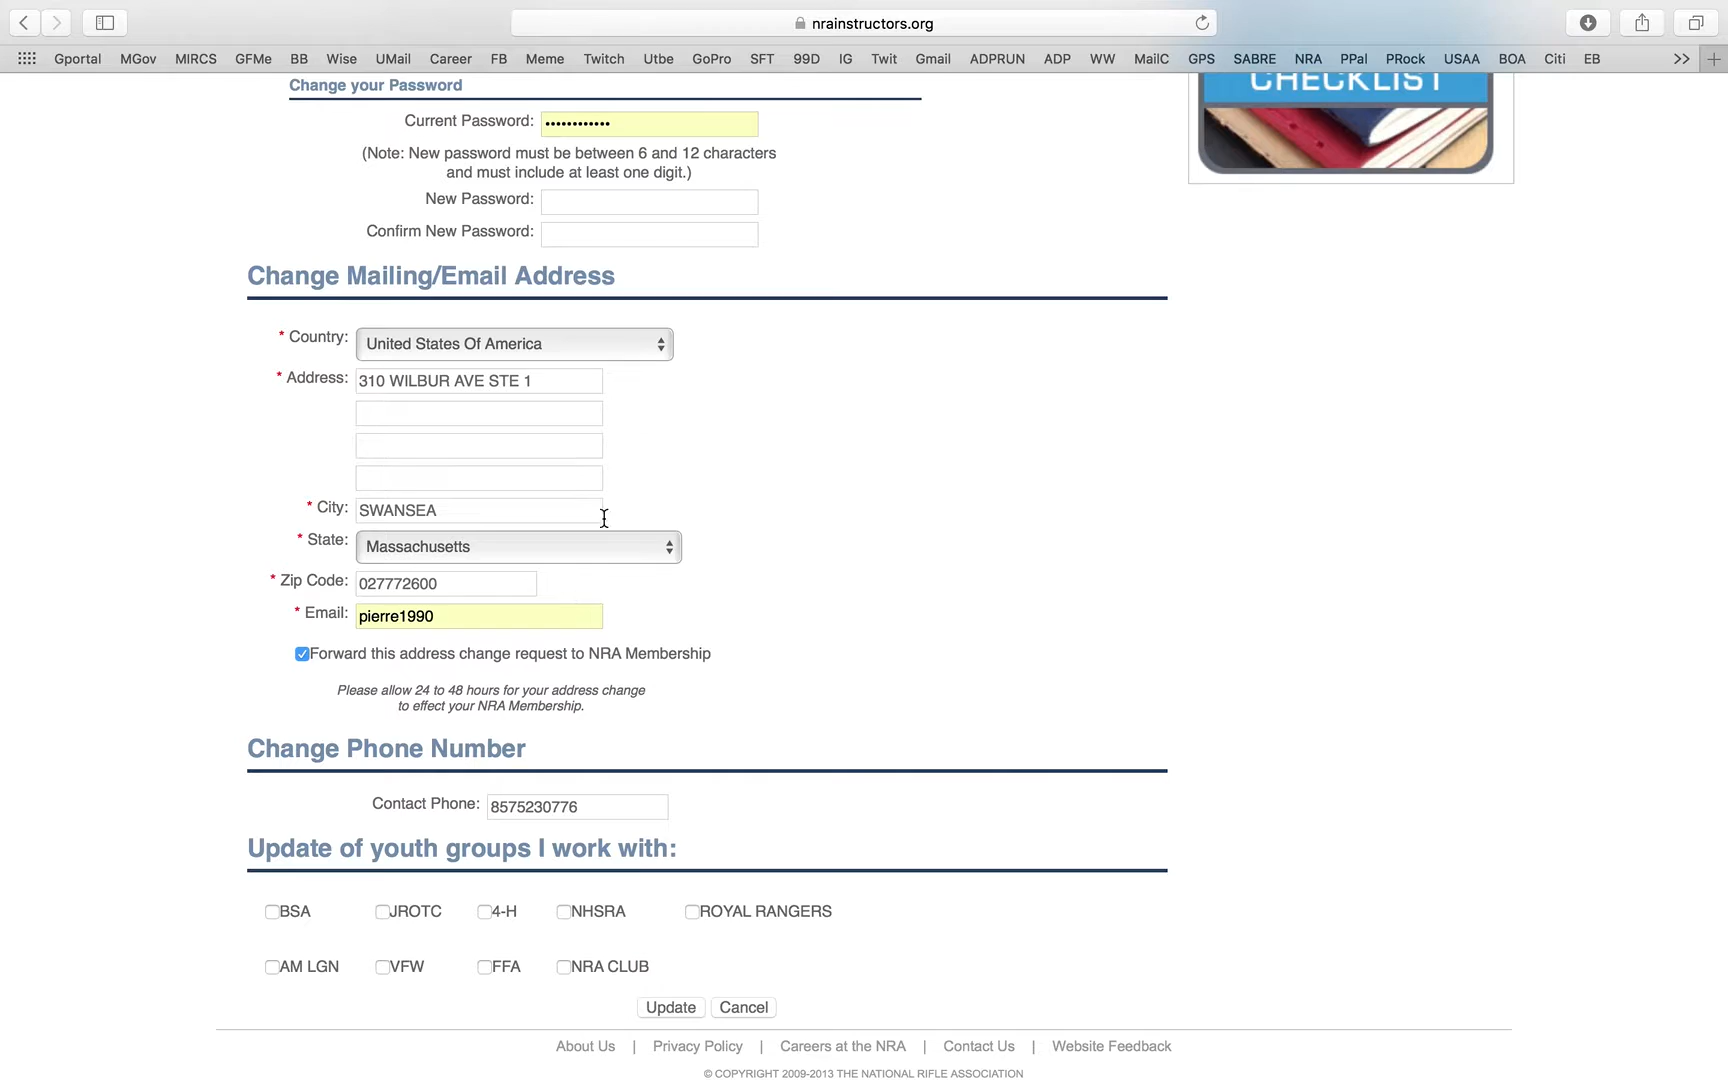 nrainstructors.org
Gportal MGov MIRCS GFMe BB Wise UMail Career FB Meme Twitch Utbe GoPro SFT 99D IG Twit Gmail ADPRUN ADP WW MailC GPS SABRE NRA PPal PRock USAA BOA Citi EB >>
CHECKLIST
Change your Password
Current Password: ••••••••••••
(Note: New password must be between 6 and 12 characters
and must include at least one digit.)
New Password:
Confirm New Password:
Change Mailing/Email Address
* Country: United States Of America
* Address: 310 WILBUR AVE STE 1
* City: SWANSEA
* State: Massachusetts
* Zip Code: 027772600
* Email: pierre1990
Forward this address change request to NRA Membership
Please allow 24 to 48 hours for your address change
to effect your NRA Membership.
Change Phone Number
Contact Phone: 8575230776
Update of youth groups I work with:
BSA JROTC 4-H NHSRA ROYAL RANGERS
AM LGN VFW FFA NRA CLUB
Update Cancel
About Us | Privacy Policy | Careers at the NRA | Contact Us | Website Feedback
© COPYRIGHT 2009-2013 THE NATIONAL RIFLE ASSOCIATION